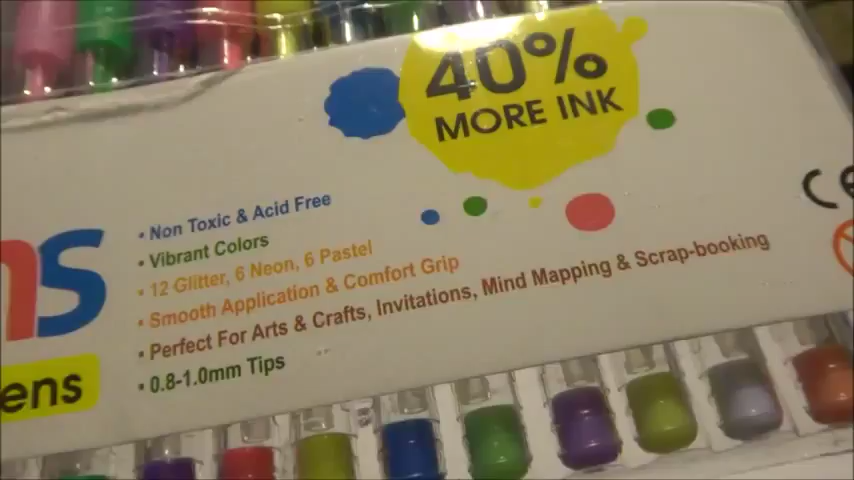 40%
MORE INK
• Non Toxic & Acid Free
• Vibrant Colors
• 12 Glitter, 6 Neon, 6 Pastel
• Smooth Application & Comfort Grip
• Perfect For Arts & Crafts, Invitations, Mind Mapping & Scrap-booking
• 0.8-1.0mm Tips
ns
ens
CE